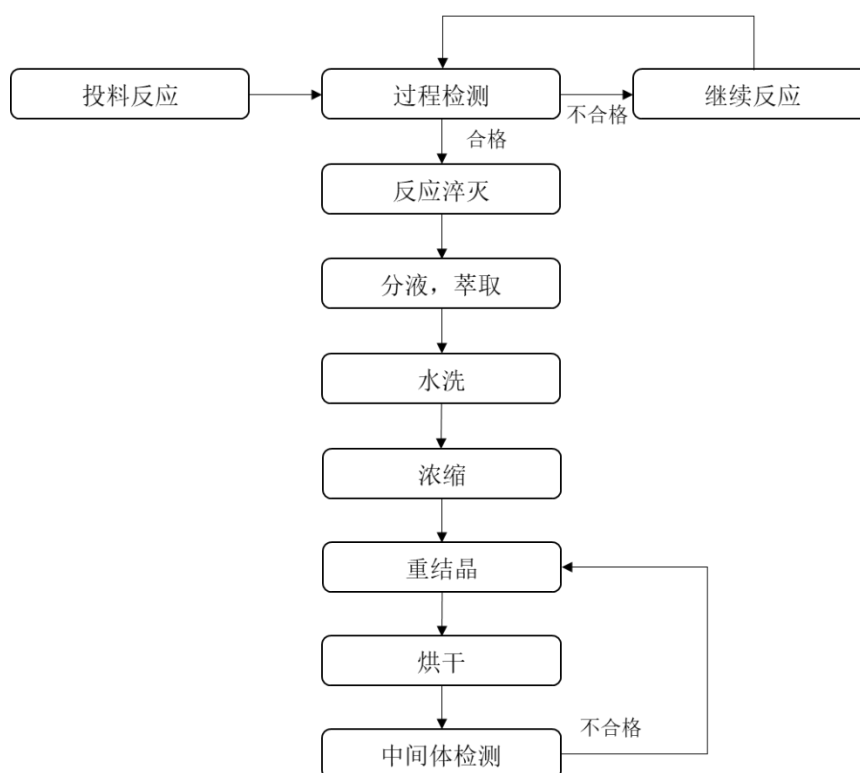 投料反应
过程检测
不合格
继续反应
合格
反应淬灭
分液，萃取
水洗
浓缩
重结晶
烘干
中间体检测
不合格